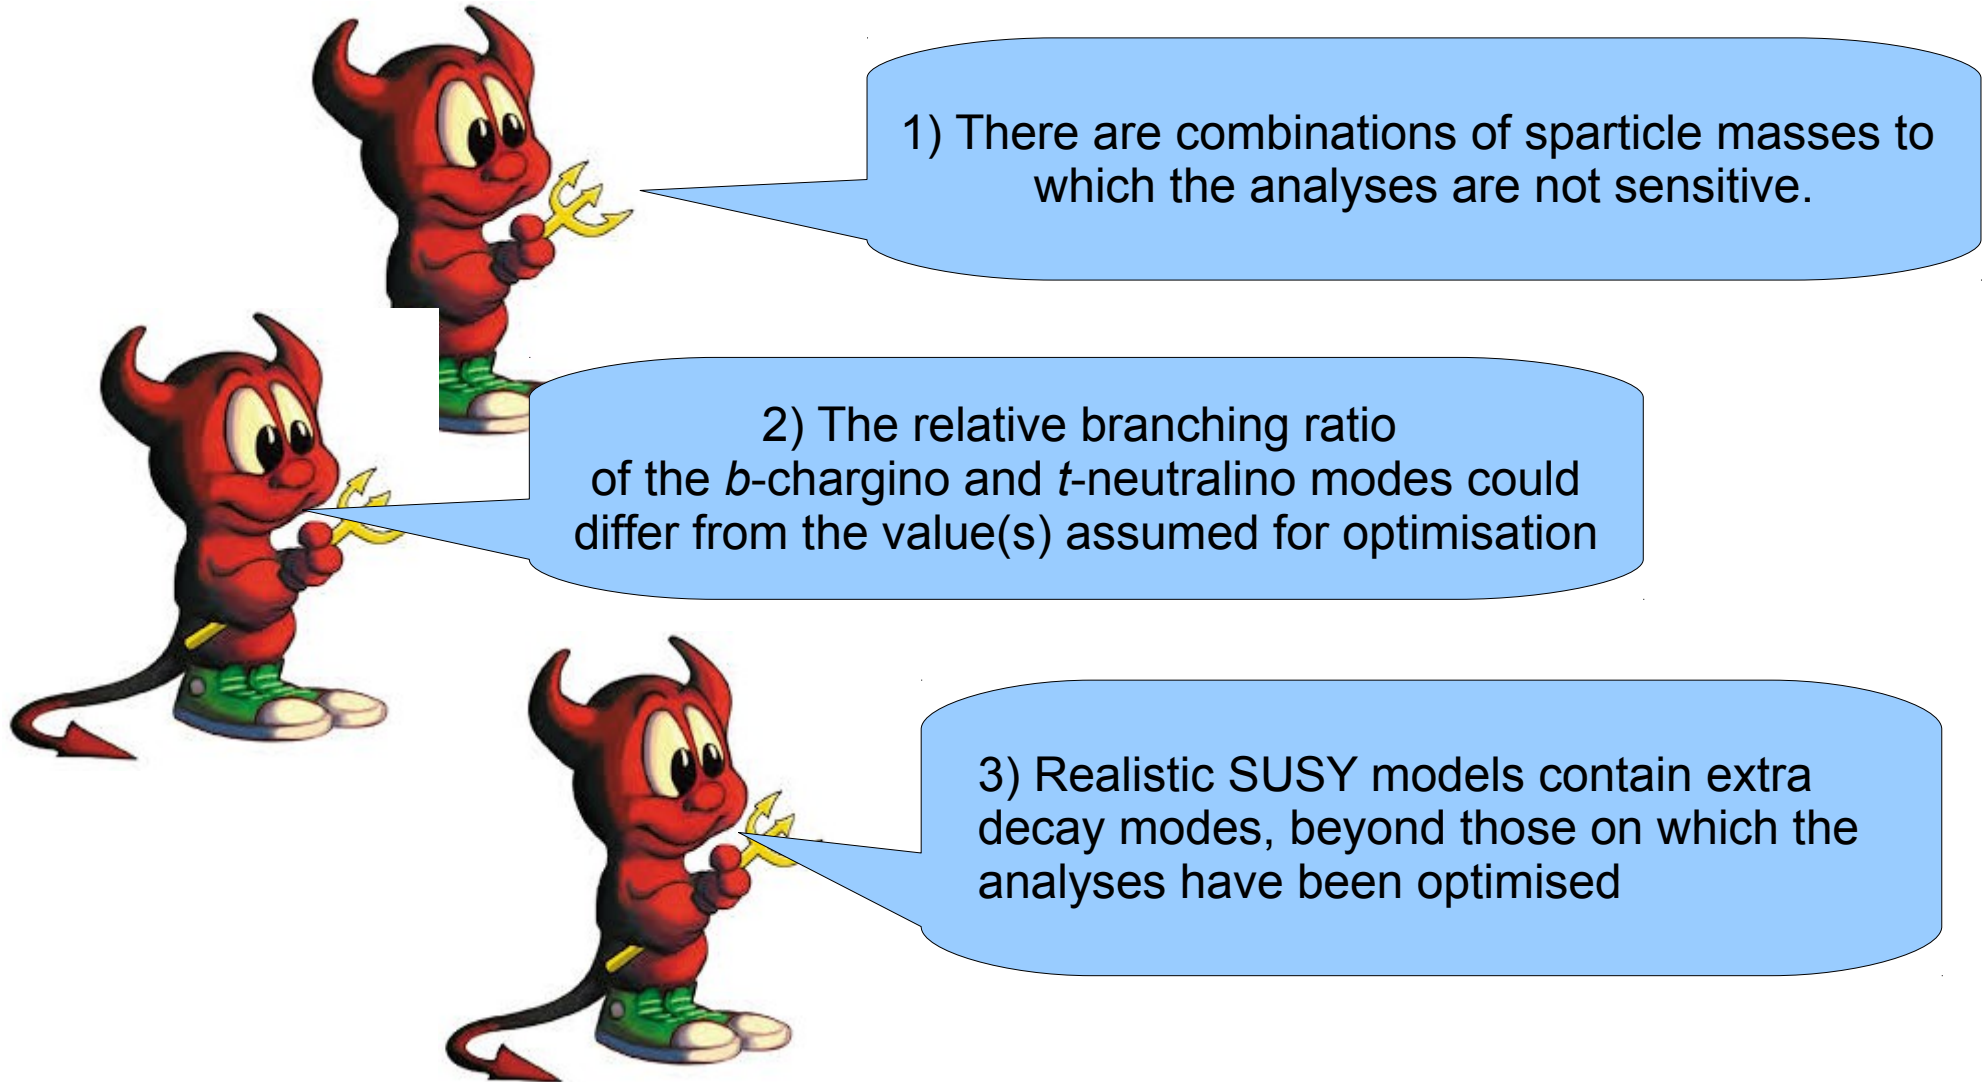 1) There are combinations of sparticle masses to
which the analyses are not sensitive.
2) The relative branching ratio
of the b-chargino and t-neutralino modes could
differ from the value(s) assumed for optimisation
3) Realistic SUSY models contain extra
decay modes, beyond those on which the
analyses have been optimised